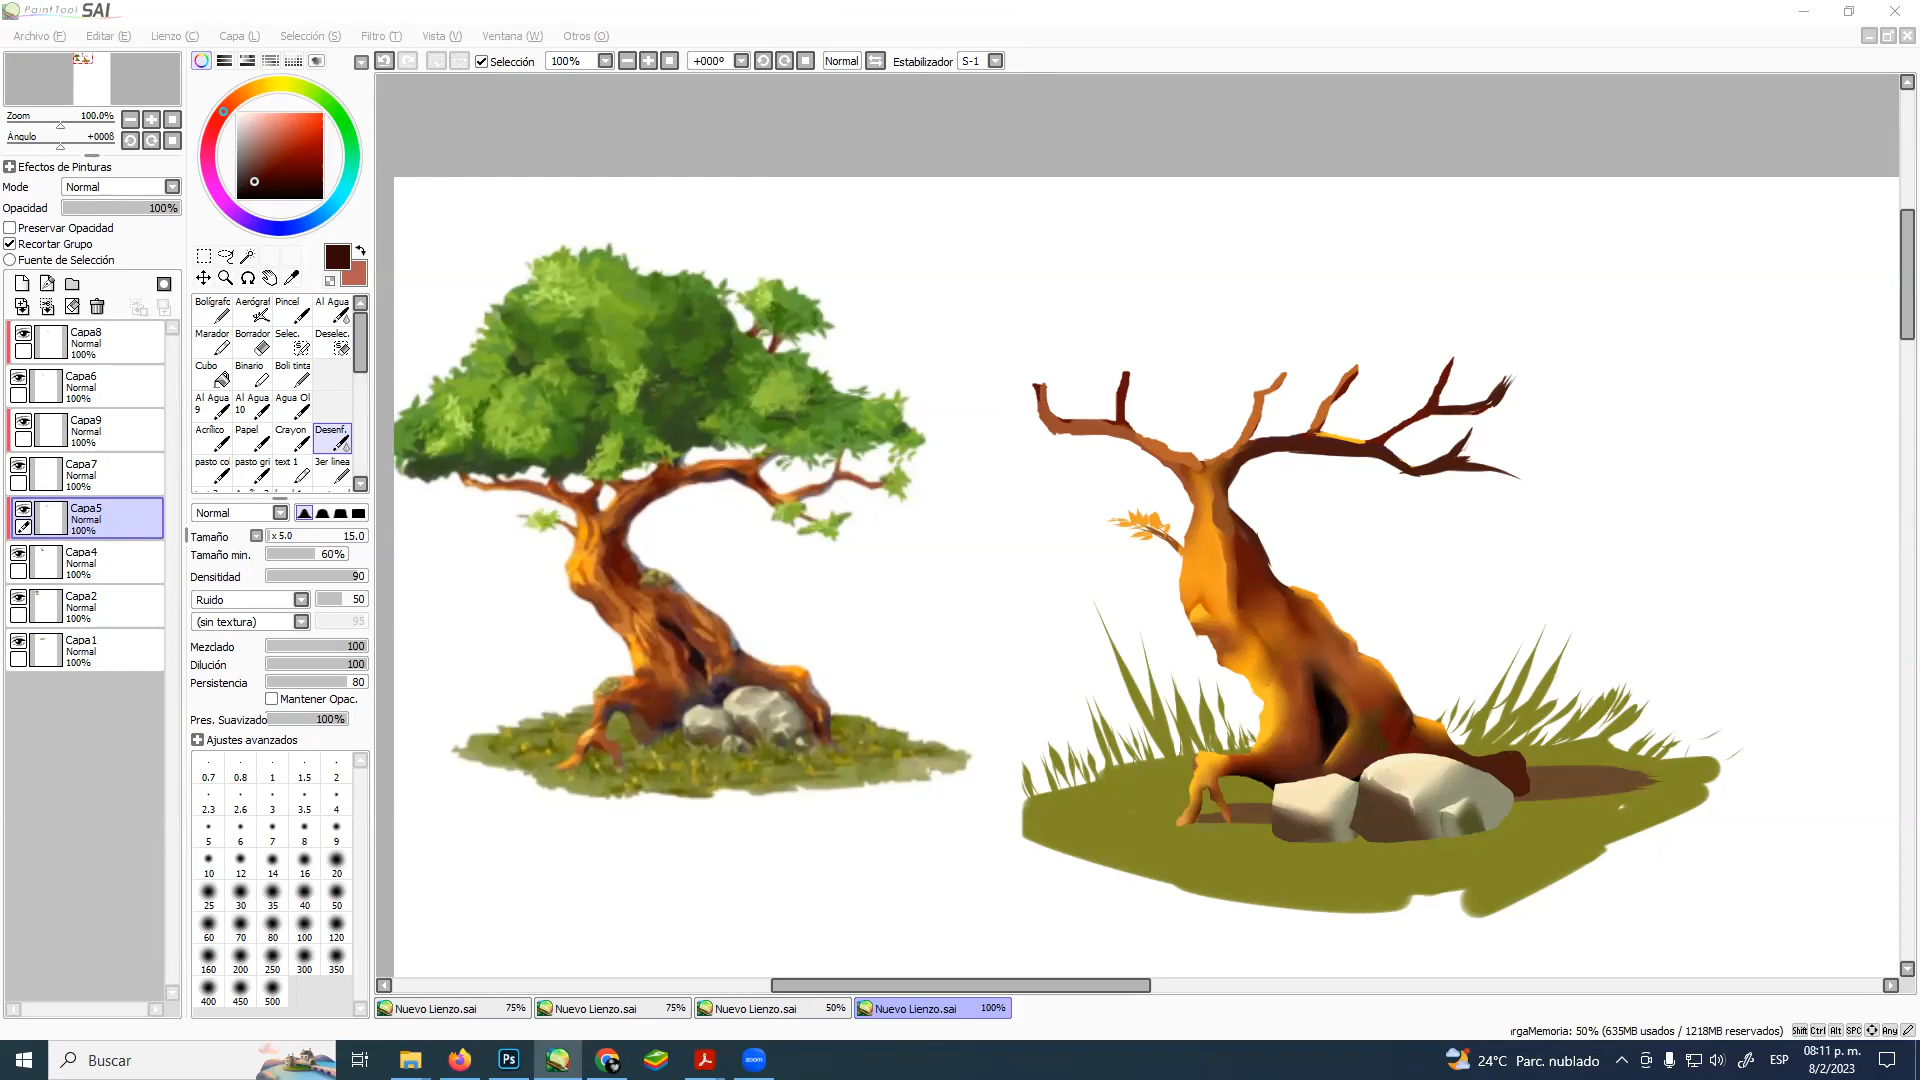 PaintTool SAI
Archivo (F) Editar (E) Lienzo (C) Capa (L) Selección (S) Filtro (T) Vista (V) Ventana (W) Otros (O)
Selección 100% +000º Normal Estabilizador S-1
Zoom 100.0%
Ángulo +000ß
Efectos de Pinturas
Mode Normal
Opacidad 100%
Preservar Opacidad
Recortar Grupo
Fuente de Selección
Capa8
Normal
100%
Capa6
Normal
100%
Capa9
Normal
100%
Capa7
Normal
100%
Capa5
Normal
100%
Capa4
Normal
100%
Capa2
Normal
100%
Capa1
Normal
100%
Bolígrafo Aerógraf Pincel Al Agua
Marador Borrador Selec. Deselec.
Cubo Binario Boli tinta
Al Agua 9 Al Agua 10 Agua Ol
Acrílico Papel Crayon Desenf.
pasto col pasto gri text 1 3er linea
Normal
Tamaño x 5.0 15.0
Tamaño min. 60%
Densitidad 90
Ruido 50
(sin textura) 95
Mezclado 100
Dilución 100
Persistencia 80
Mantener Opac.
Pres. Suavizado 100%
Ajustes avanzados
0.7 0.8 1 1.5 2
2.3 2.6 3 3.5 4
5 6 7 8 9
10 12 14 16 20
25 30 35 40 50
60 70 80 100 120
160 200 250 300 350
400 450 500
Nuevo Lienzo.sai 75% Nuevo Lienzo.sai 75% Nuevo Lienzo.sai 50% Nuevo Lienzo.sai 100%
argaMemoria: 50% (635MB usados / 1218MB reservados) Shift Ctrl Alt SPC Any
Buscar Ps zoom 24°C Parc. nublado ESP 08:11 p. m.
8/2/2023